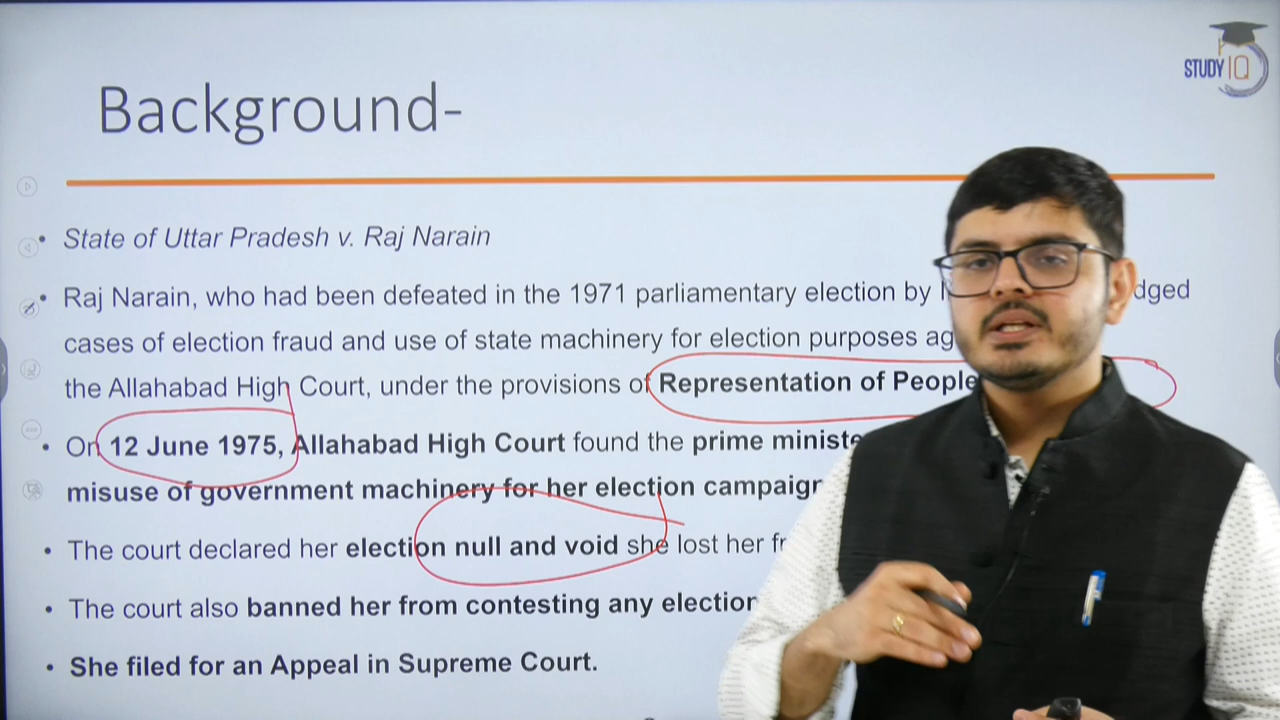 STUDY IQ
Background-
• State of Uttar Pradesh v. Raj Narain
• Raj Narain, who had been defeated in the 1971 parliamentary election by dged
cases of election fraud and use of state machinery for election purposes ag
the Allahabad High Court, under the provisions of Representation of People
• On 12 June 1975, Allahabad High Court found the prime ministe
misuse of government machinery for her election campaign
• The court declared her election null and void she lost her
• The court also banned her from contesting any election
• She filed for an Appeal in Supreme Court.